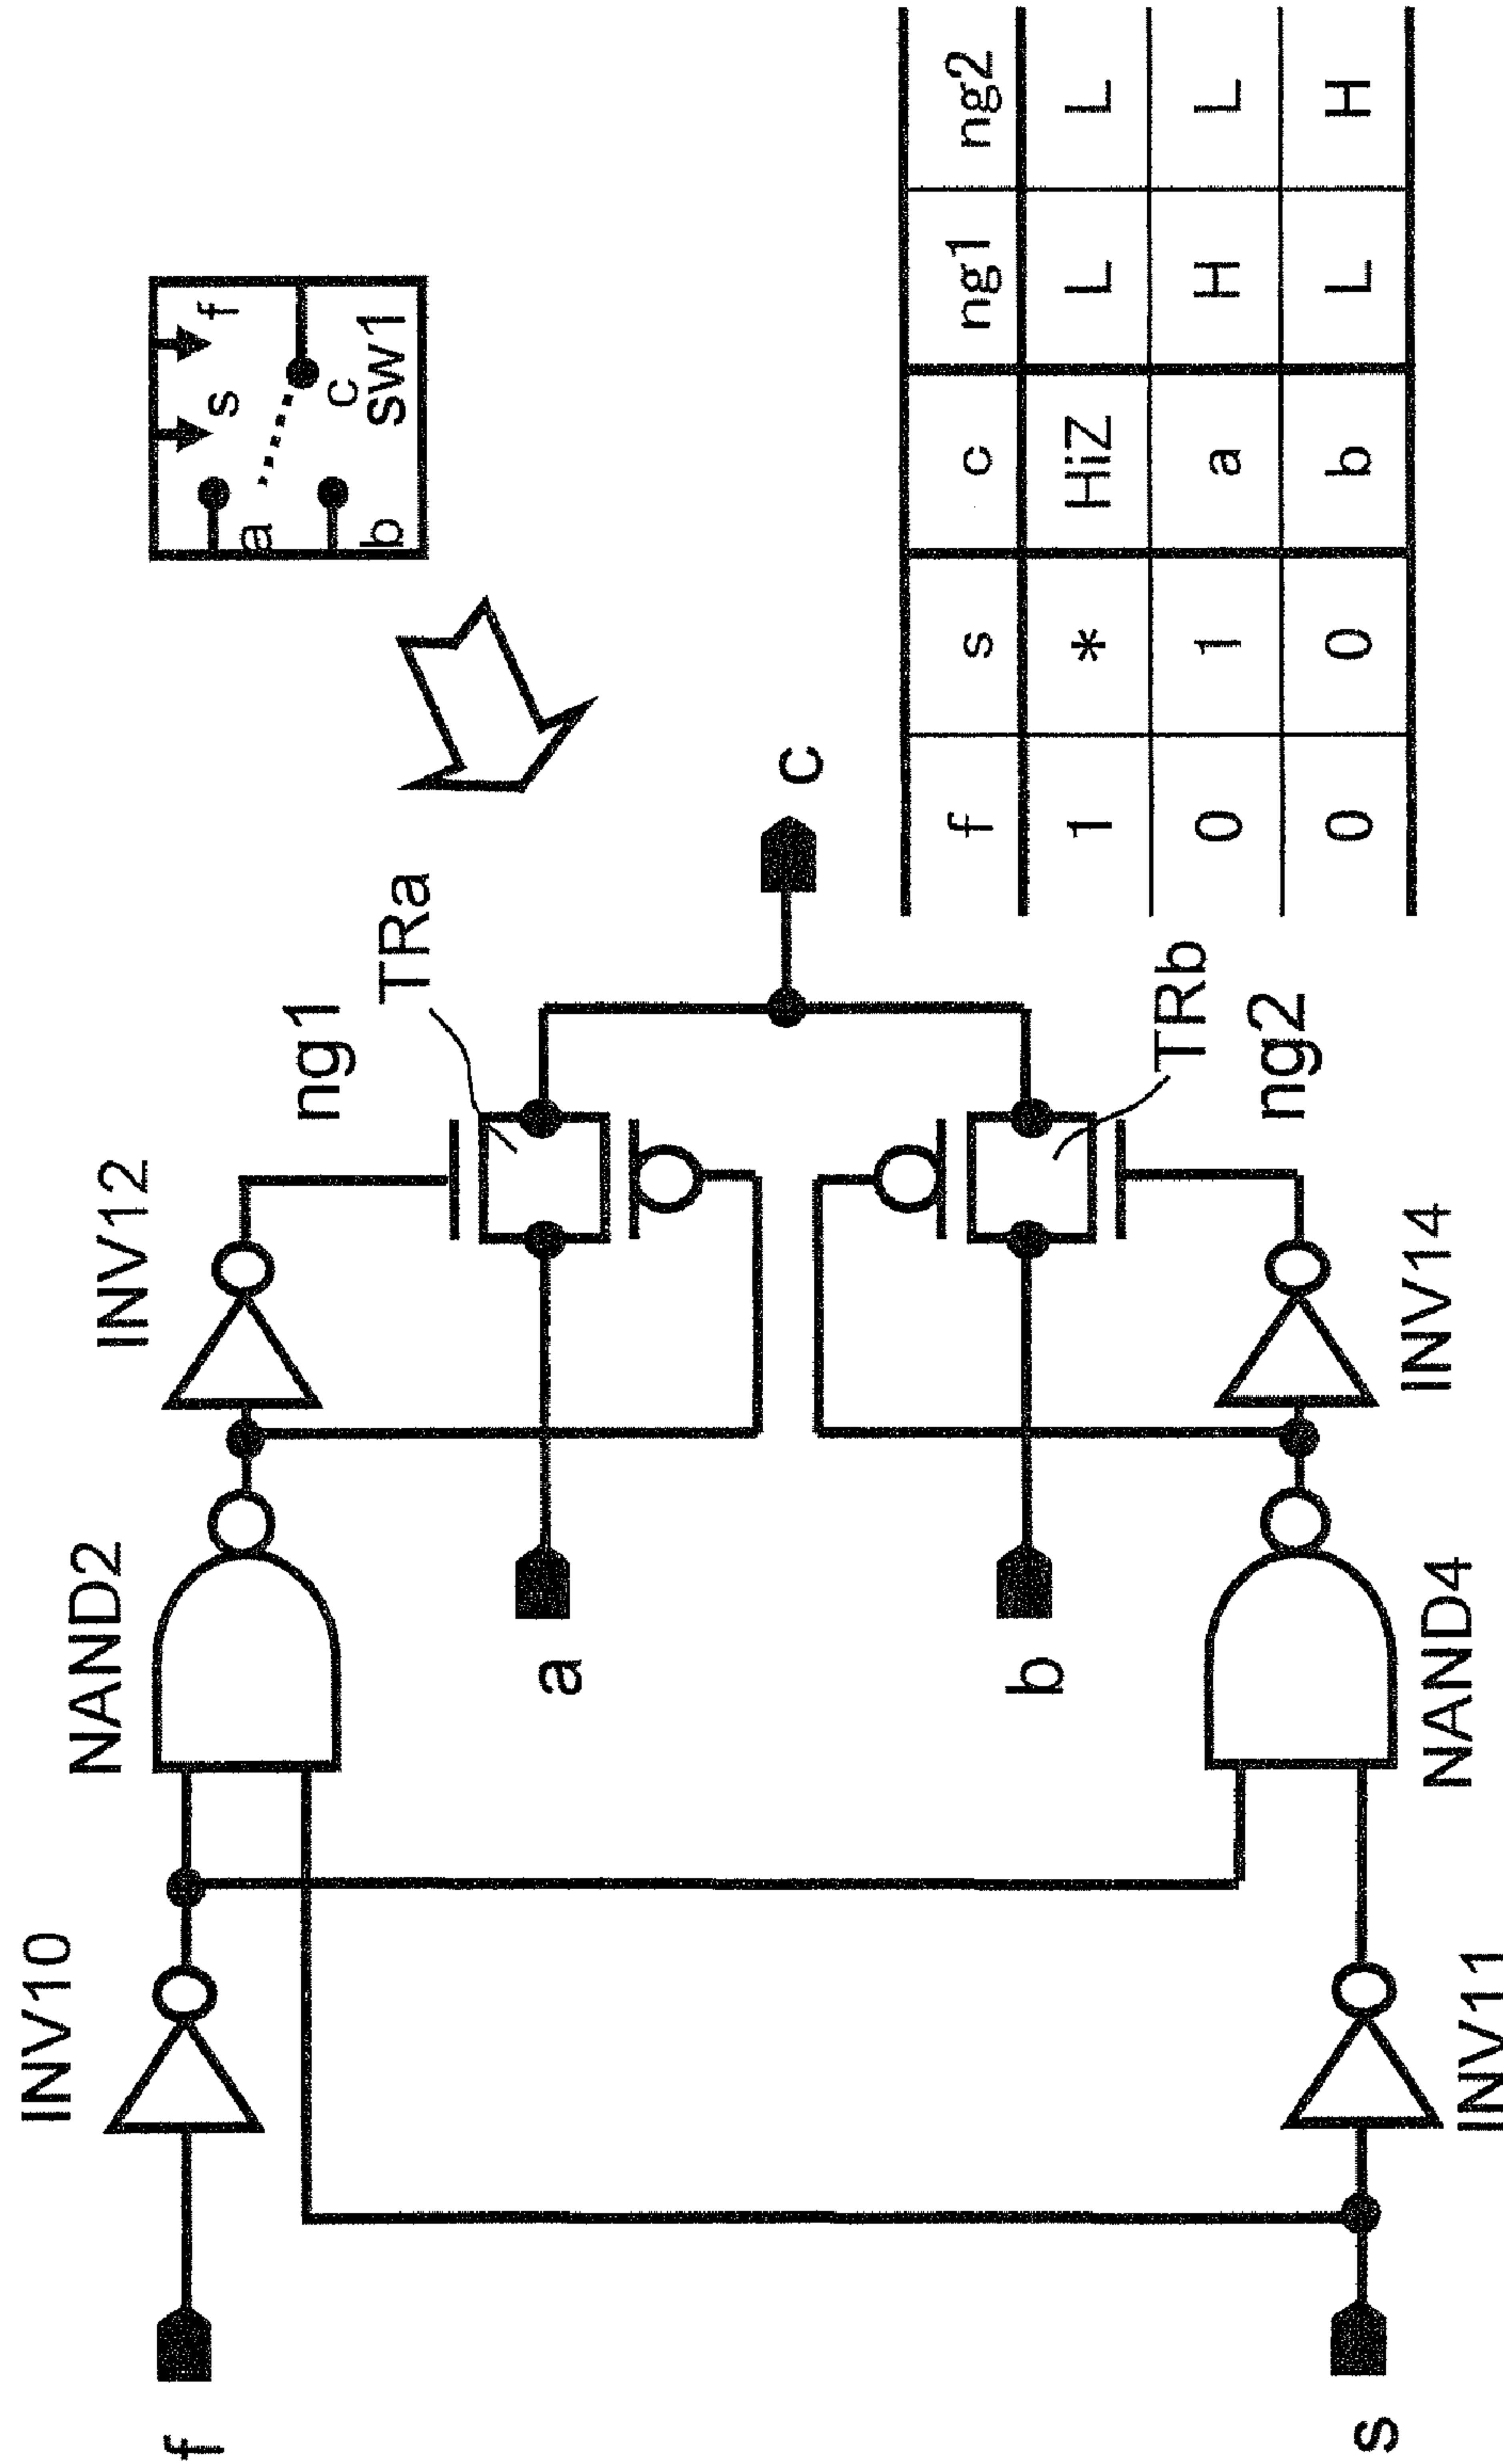 INV10
NAND2
INV12
ng1
TRa
f
a
c
b
s
INV11
NAND4
INV14
ng2
TRb
s
f
a
b
c
sw1
f s c ng1 ng2
1 * HiZ L L
0 1 a H L
0 0 b L H